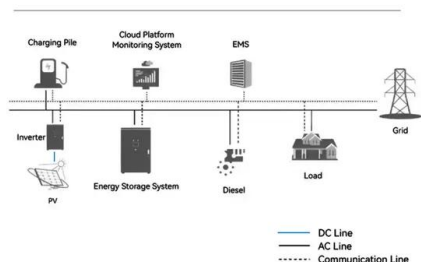 Charging Pile
Cloud Platform
Monitoring System
EMS
Grid
Inverter
PV
Energy Storage System
Diesel
Load
DC Line
AC Line
Communication Line